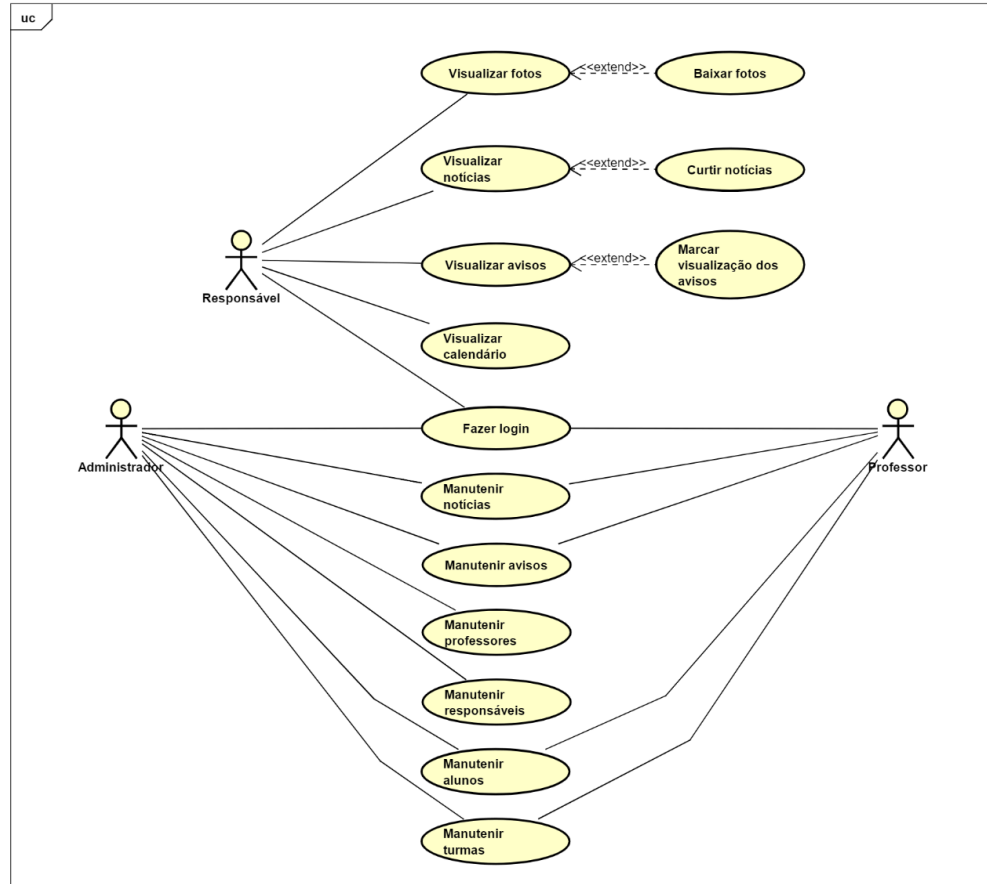 uc
Visualizar fotos
<<extend>>
Baixar fotos
Visualizar
notícias
<<extend>>
Curtir notícias
Visualizar avisos
<<extend>>
Marcar
visualização dos
avisos
Responsável
Visualizar
calendário
Fazer login
Administrador
Professor
Manutenir
notícias
Manutenir avisos
Manutenir
professores
Manutenir
responsáveis
Manutenir
alunos
Manutenir
turmas